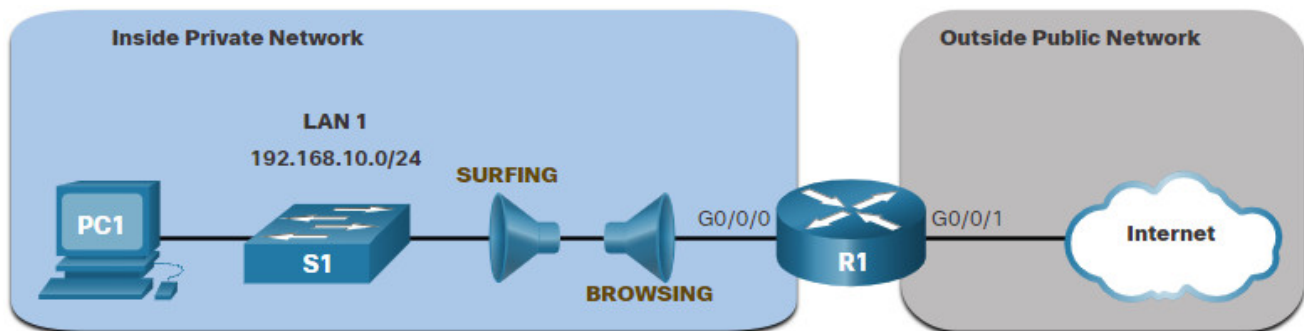 Inside Private Network
Outside Public Network
LAN 1
192.168.10.0/24
SURFING
PC1
S1
G0/0/0
R1
G0/0/1
Internet
BROWSING